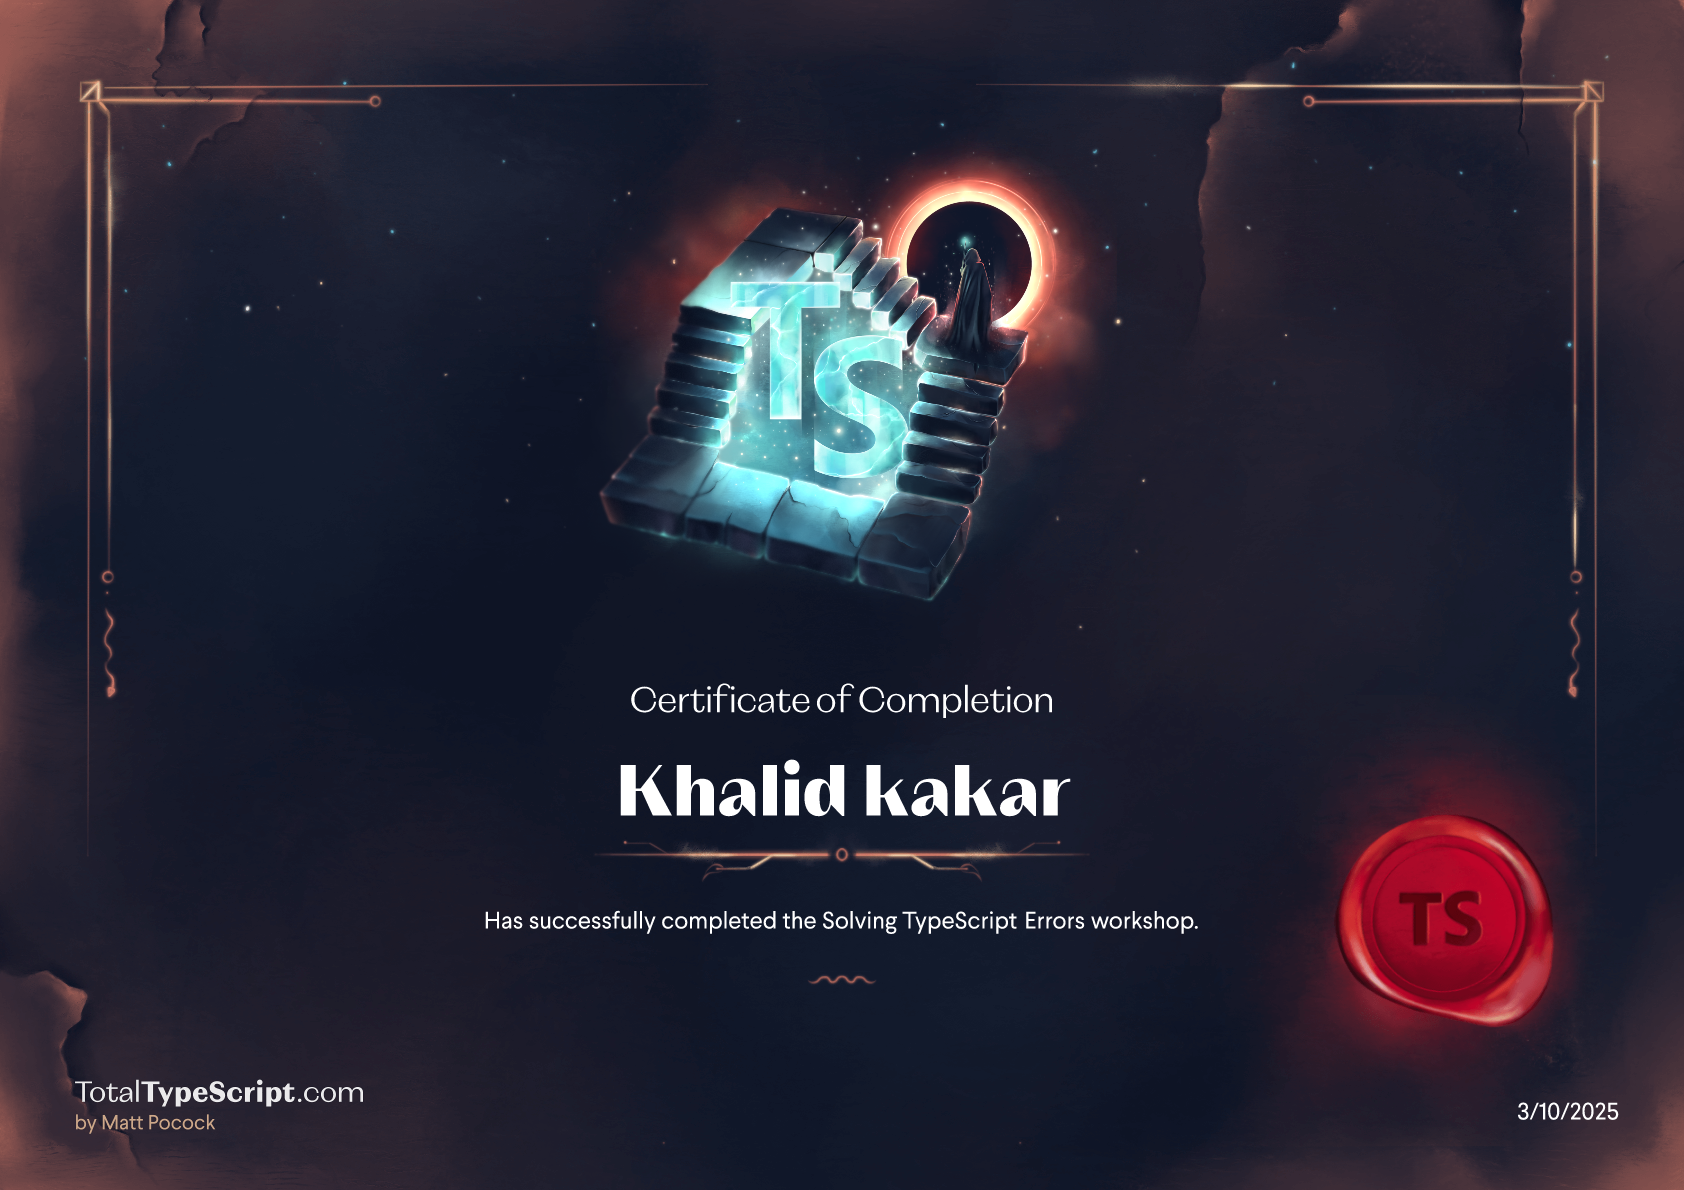 TS
Certificate of Completion
Khalid kakar
Has successfully completed the Solving TypeScript Errors workshop.
TS
TotalTypeScript.com
by Matt Pocock
3/10/2025